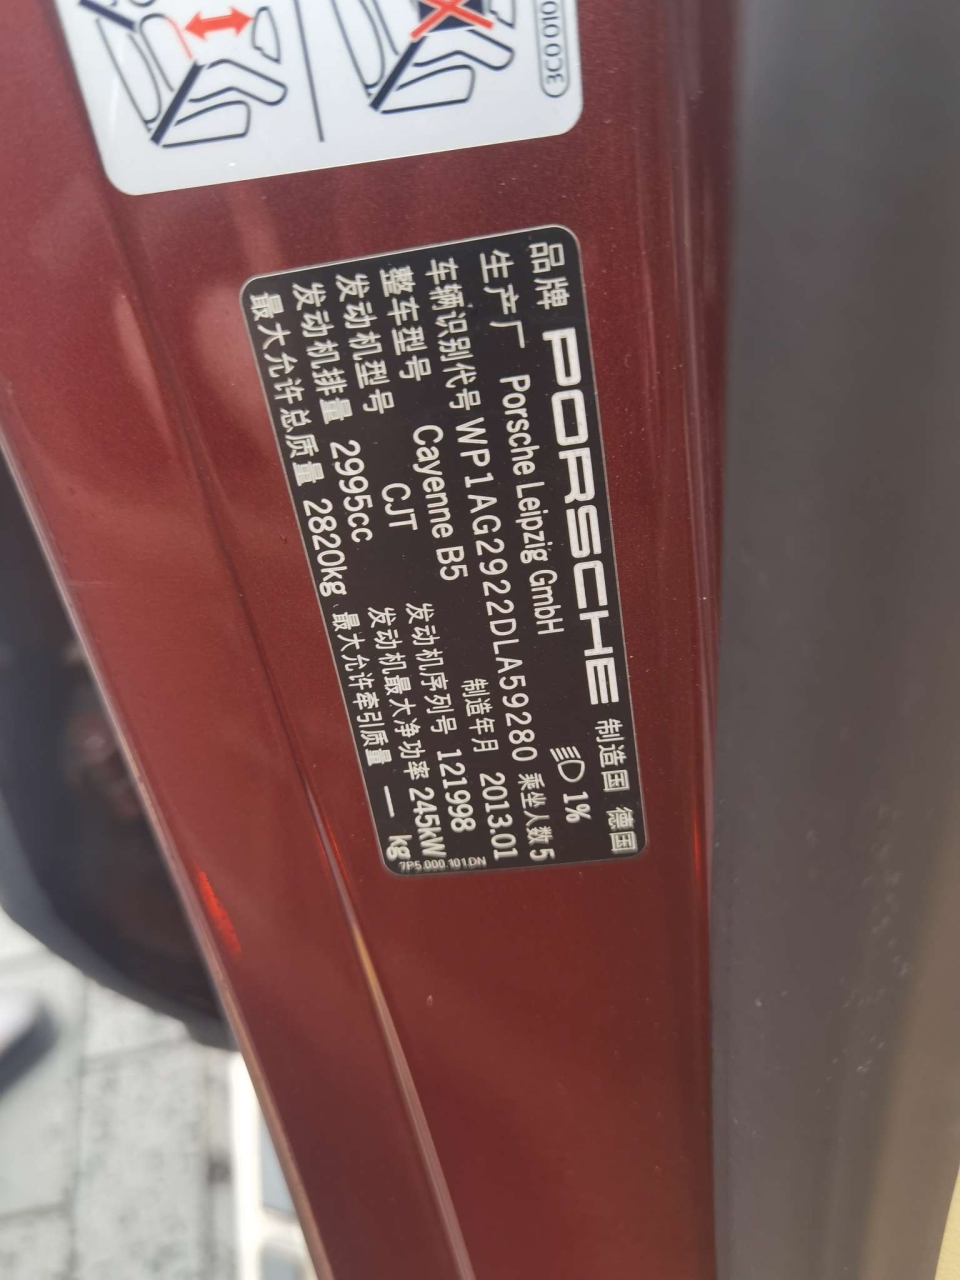 3C0 010
品牌 PORSCHE 制造国 德国
生产厂 Porsche Leipzig GmbH 1%
车辆识别代号 WP1AG2922DLA59280 乘坐人数 5
整车型号 Cayenne B5 制造年月 2013.01
发动机型号 CJT 发动机序列号 121998
发动机排量 2995cc 发动机最大净功率 245kW
最大允许总质量 2820kg 最大允许牵引质量 — kg
7P5.000.101.DN